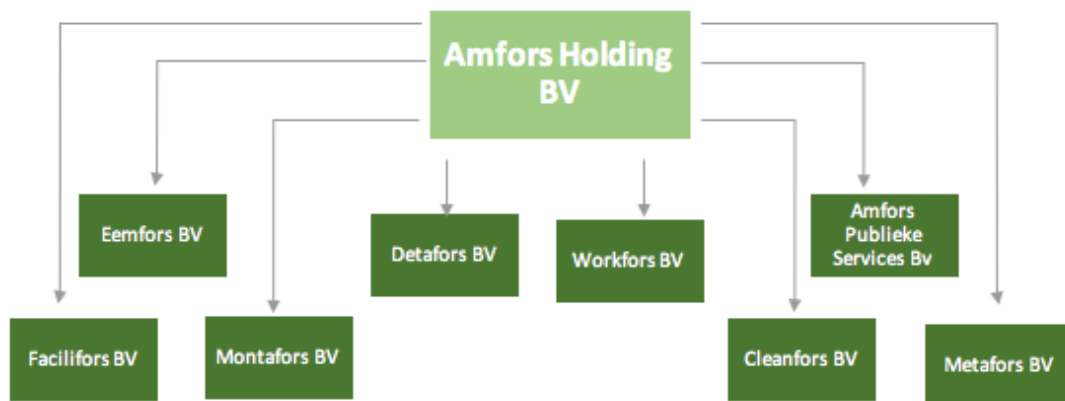 Amfors Holding
BV
Eemfors BV
Detafors BV
Workfors BV
Amfors
Publieke
Services Bv
Facilifors BV
Montafors BV
Cleanfors BV
Metafors BV